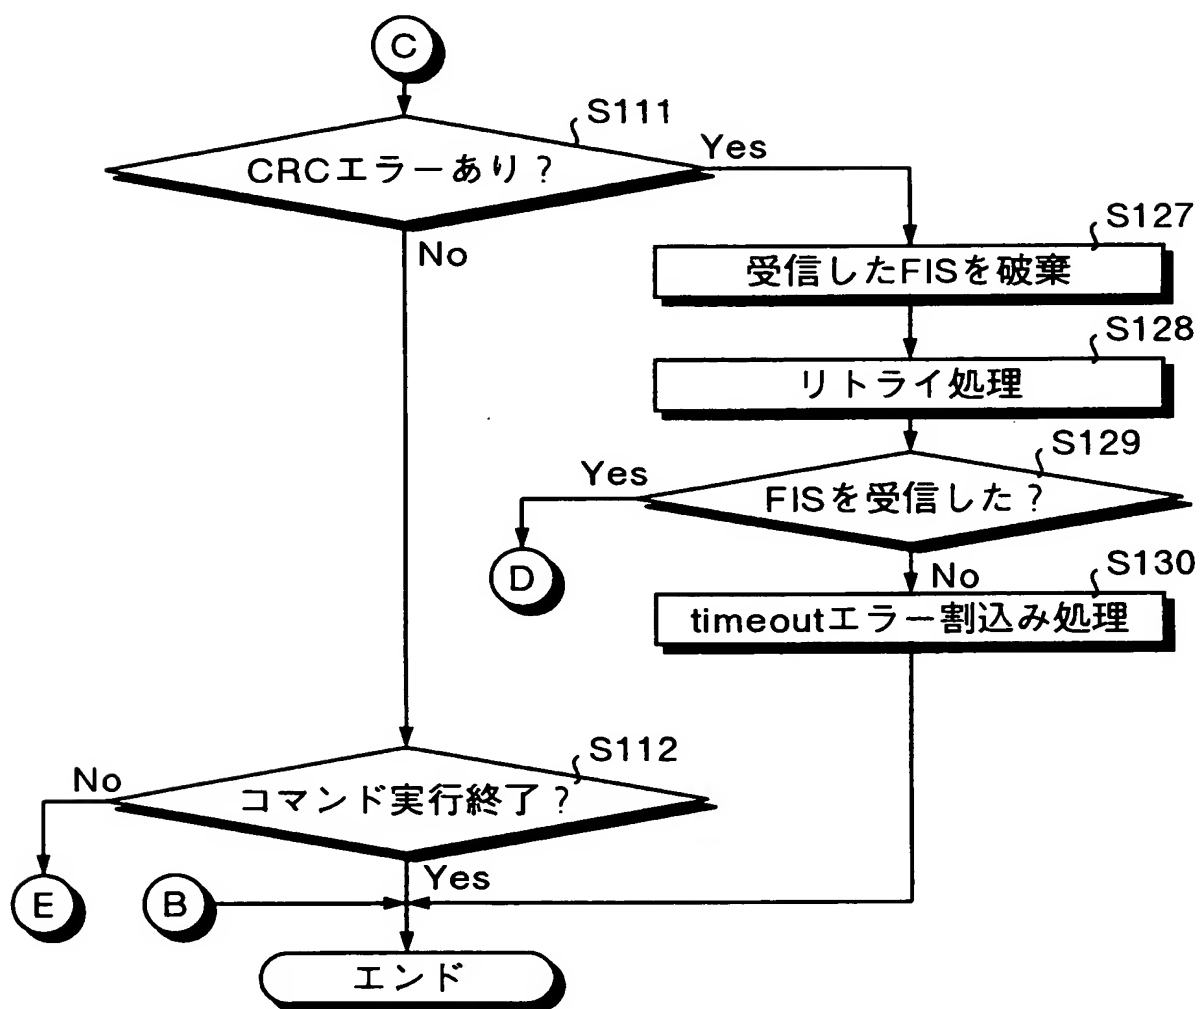 C
S111
CRCエラーあり?
Yes
No
S127
受信したFISを破棄
S128
リトライ処理
S129
FISを受信した?
Yes
D
No
S130
timeoutエラー割込み処理
S112
コマンド実行終了?
No
Yes
E
B
エンド